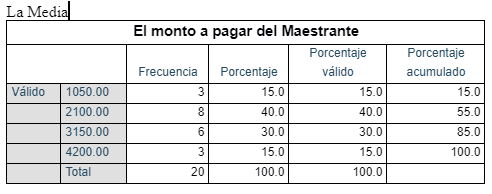 La Media
El monto a pagar del Maestrante
Frecuencia Porcentaje Porcentaje válido Porcentaje acumulado
Válido 1050.00 3 15.0 15.0 15.0
2100.00 8 40.0 40.0 55.0
3150.00 6 30.0 30.0 85.0
4200.00 3 15.0 15.0 100.0
Total 20 100.0 100.0